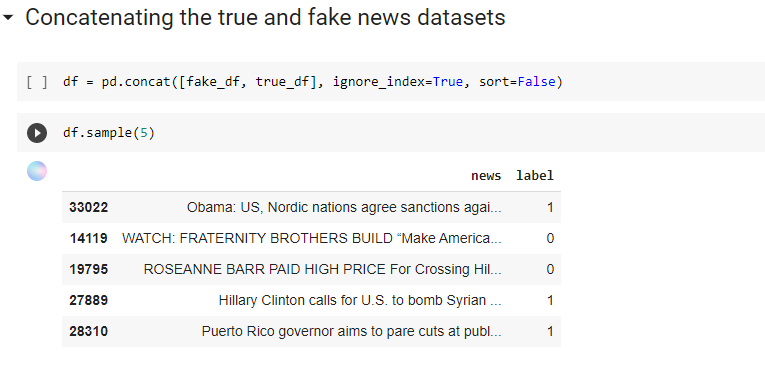 Concatenating the true and fake news datasets
[ ] df = pd.concat([fake_df, true_df], ignore_index=True, sort=False)
df.sample(5)
news label
33022 Obama: US, Nordic nations agree sanctions agai... 1
14119 WATCH: FRATERNITY BROTHERS BUILD “Make America... 0
19795 ROSEANNE BARR PAID HIGH PRICE For Crossing Hil... 0
27889 Hillary Clinton calls for U.S. to bomb Syrian ... 1
28310 Puerto Rico governor aims to pare cuts at publ... 1